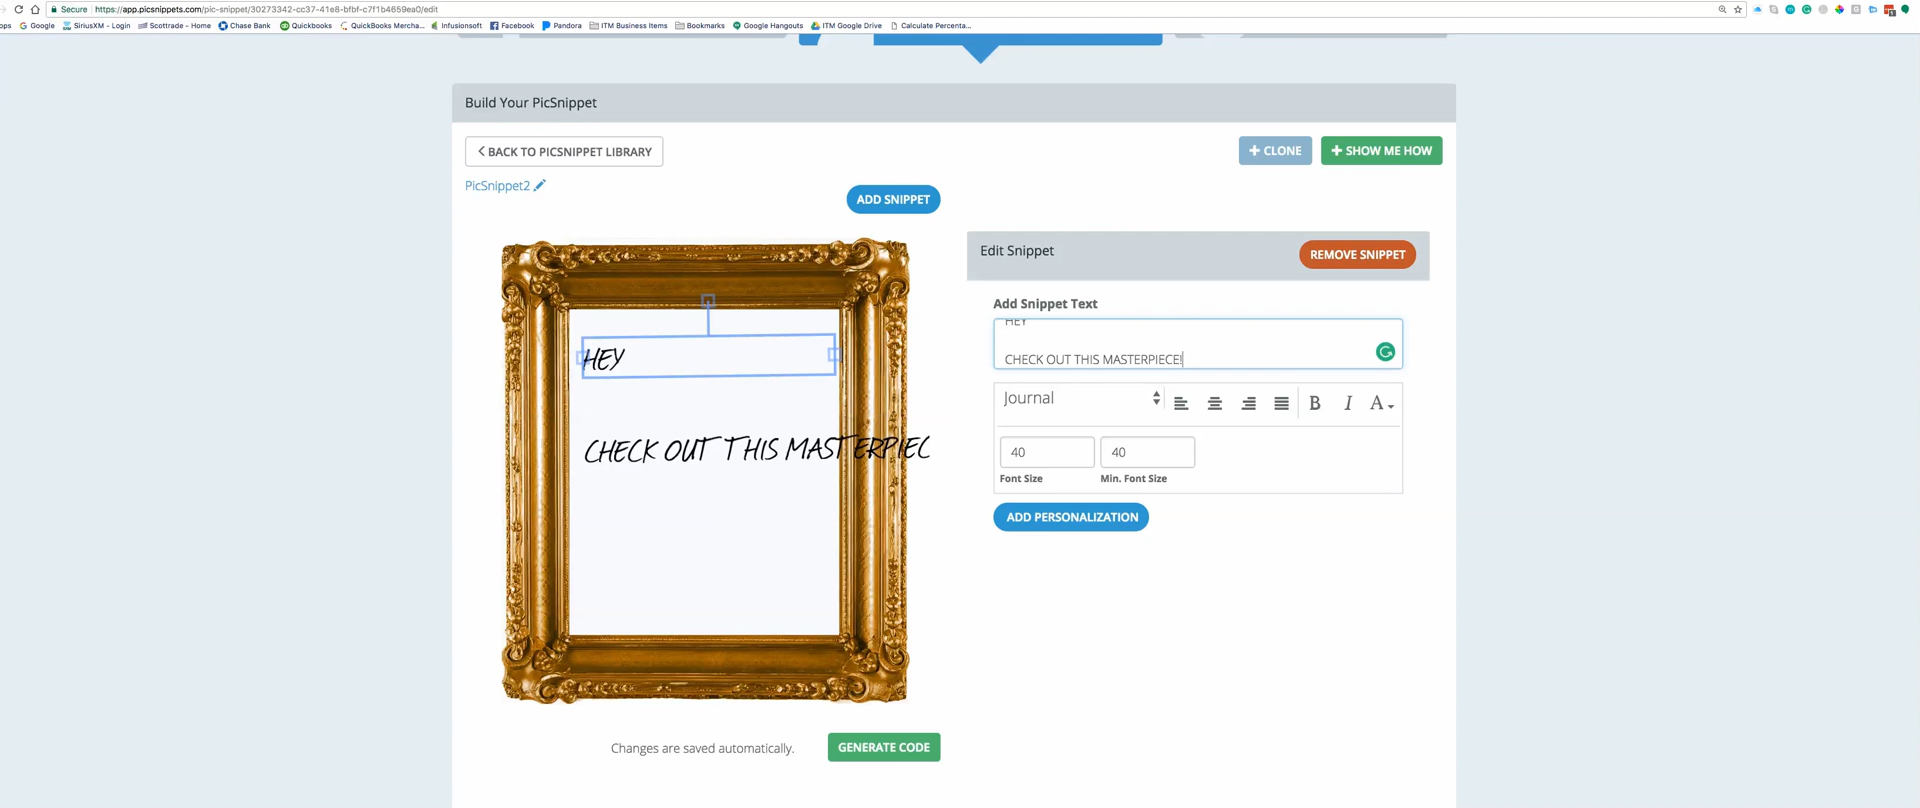 Secure
https://app.picsnippets.com/pic-snippet/30273342-cc37-41e8-bfbf-c7f1b4659ea0/edit
ops Google SiriusXM - Login Scottrade - Home Chase Bank Quickbooks QuickBooks Mercha... Infusionsoft Facebook Pandora ITM Business Items Bookmarks Google Hangouts ITM Google Drive Calculate Percenta...
Build Your PicSnippet
BACK TO PICSNIPPET LIBRARY
+ CLONE
+ SHOW ME HOW
PicSnippet2
ADD SNIPPET
Edit Snippet
REMOVE SNIPPET
Add Snippet Text
HEY
CHECK OUT THIS MASTERPIECE!
HEY
CHECK OUT THIS MASTERPIEC
Journal
B I A
40 40
Font Size Min. Font Size
ADD PERSONALIZATION
Changes are saved automatically.
GENERATE CODE